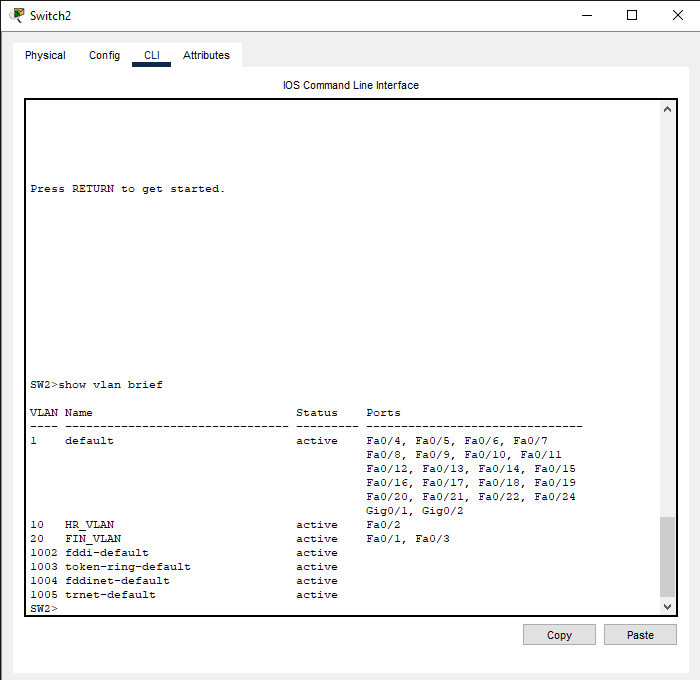 Switch2
Physical Config CLI Attributes
IOS Command Line Interface
Press RETURN to get started.
SW2>show vlan brief
VLAN Name                             Status    Ports
---- -------------------------------- --------- -------------------------------
1    default                          active    Fa0/4, Fa0/5, Fa0/6, Fa0/7
                                                Fa0/8, Fa0/9, Fa0/10, Fa0/11
                                                Fa0/12, Fa0/13, Fa0/14, Fa0/15
                                                Fa0/16, Fa0/17, Fa0/18, Fa0/19
                                                Fa0/20, Fa0/21, Fa0/22, Fa0/24
                                                Gig0/1, Gig0/2
10   HR_VLAN                          active    Fa0/2
20   FIN_VLAN                         active    Fa0/1, Fa0/3
1002 fddi-default                     active
1003 token-ring-default               active
1004 fddinet-default                  active
1005 trnet-default                    active
SW2>
Copy Paste